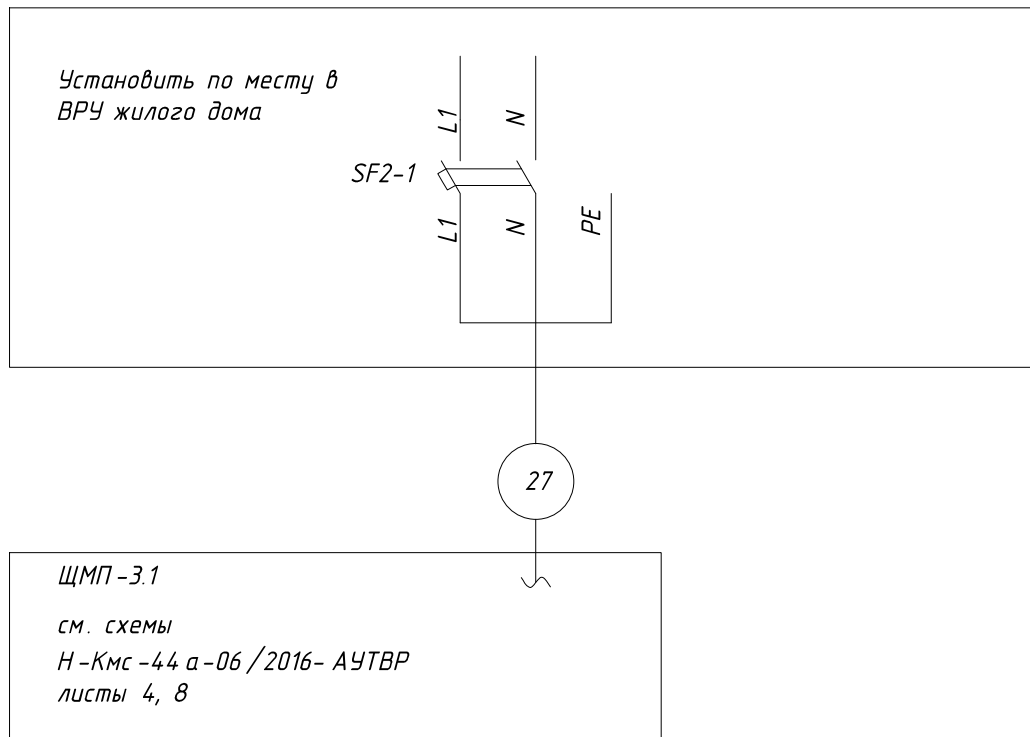 Установить по месту в
ВРУ жилого дома
L1
N
SF2-1
L1
N
PE
27
ЩМП-3.1
см. схемы
Н-Кмс-44а-06/2016-АУТВР
листы 4, 8